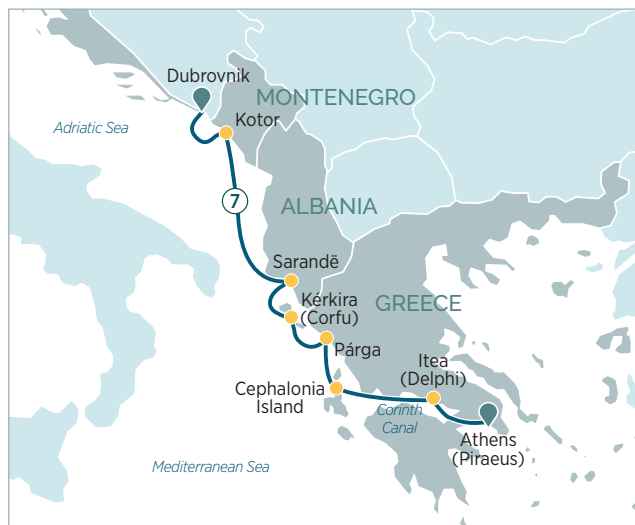 Dubrovnik
MONTENEGRO
Kotor
Adriatic Sea
7
ALBANIA
Sarandë
Kérkira
(Corfu)
GREECE
Párga
Itea
(Delphi)
Cephalonia
Island
Corinth
Canal
Athens
(Piraeus)
Mediterranean Sea